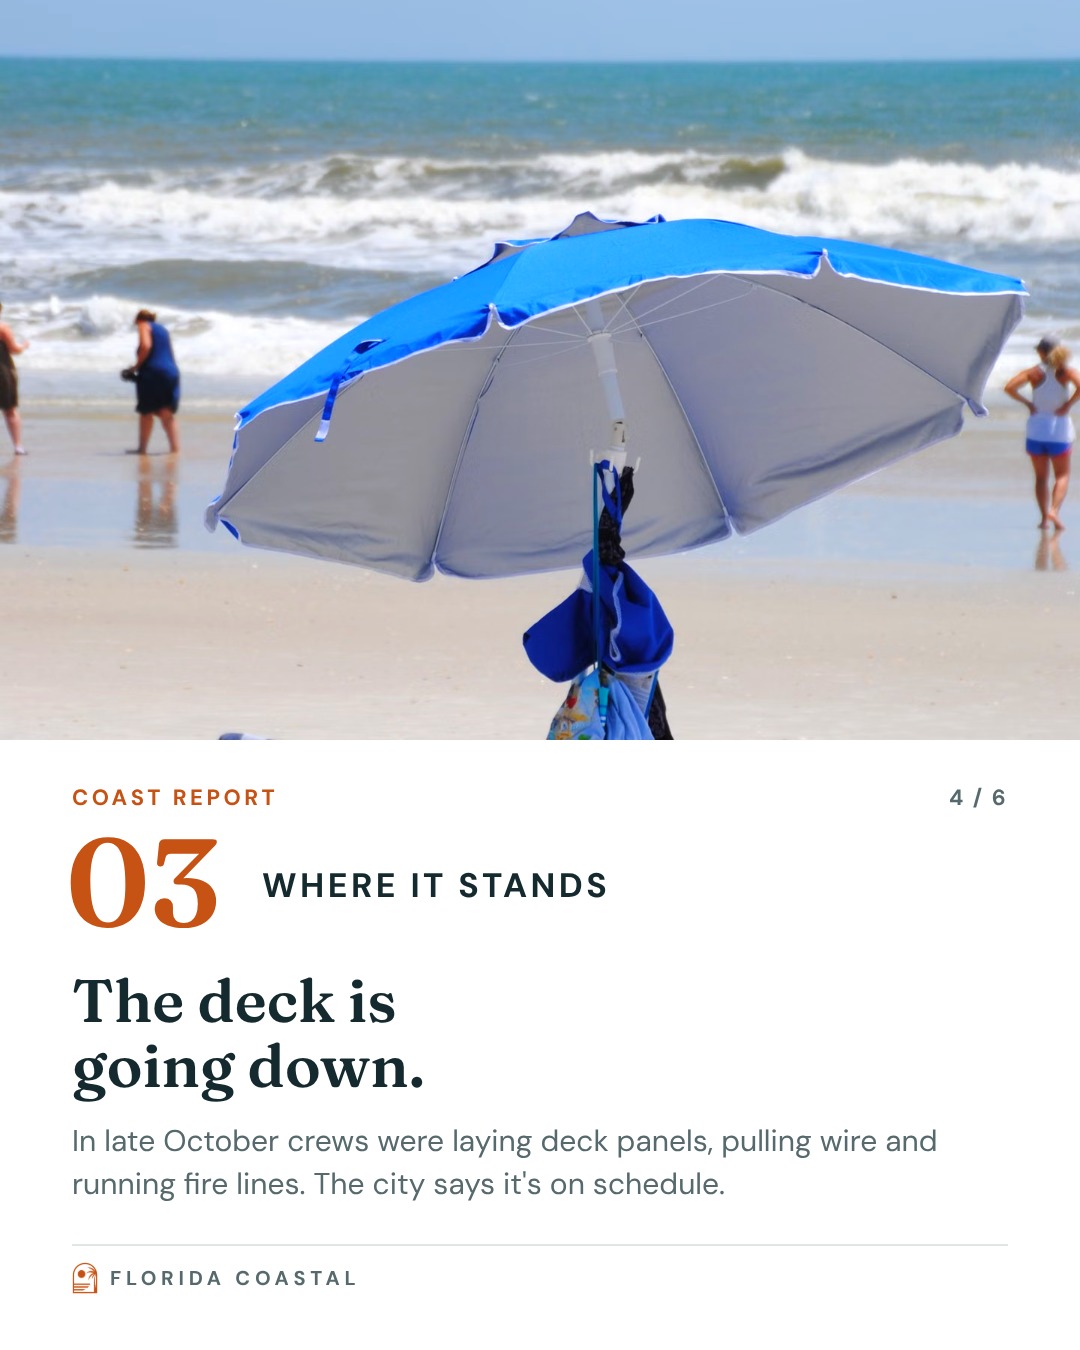 COAST REPORT
4 / 6
03
WHERE IT STANDS
The deck is
going down.
In late October crews were laying deck panels, pulling wire and
running fire lines. The city says it's on schedule.
FLORIDA COASTAL